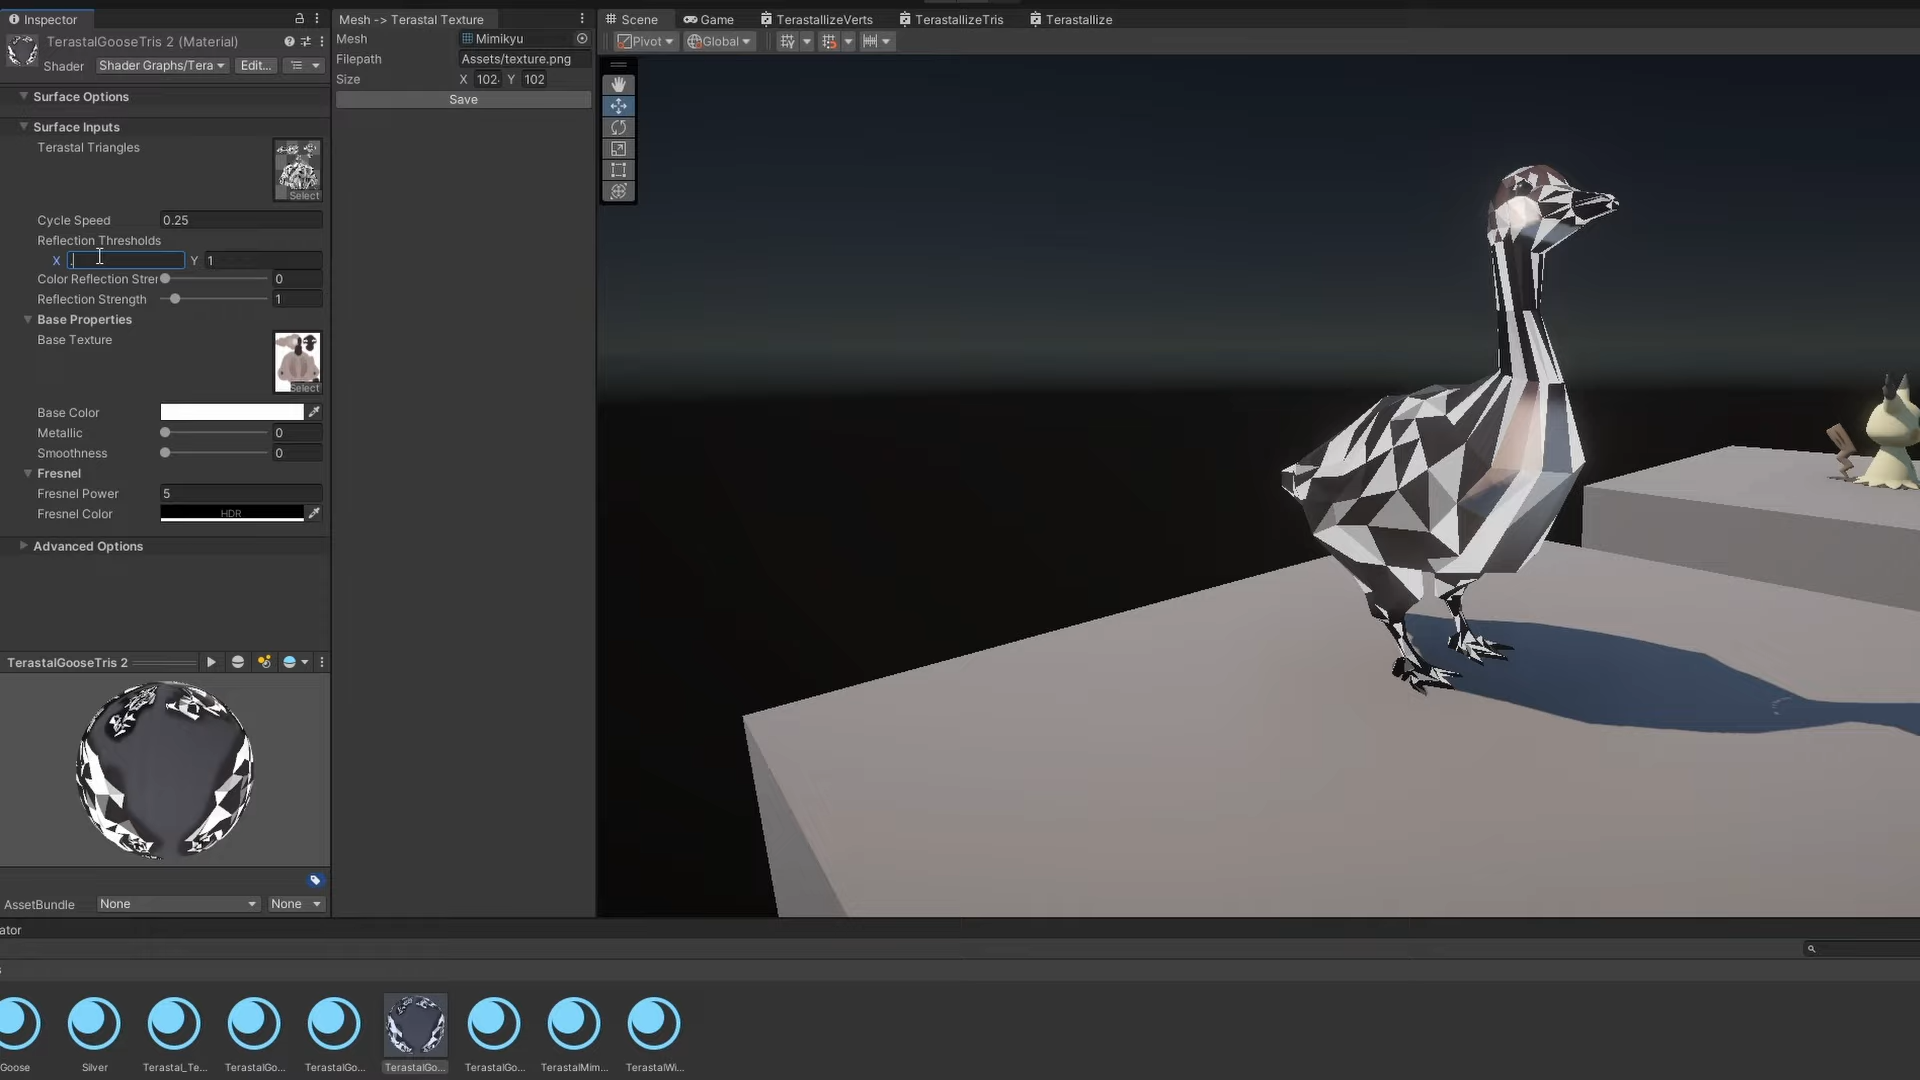 Inspector
TerastalGooseTris 2 (Material)
Shader Shader Graphs/Tera Edit...
Surface Options
Surface Inputs
Terastal Triangles
Select
Cycle Speed 0.25
Reflection Thresholds
X . Y 1
Color Reflection Strer 0
Reflection Strength 1
Base Properties
Base Texture
Select
Base Color
Metallic 0
Smoothness 0
Fresnel
Fresnel Power 5
Fresnel Color HDR
Advanced Options
TerastalGooseTris 2
AssetBundle None None
Mesh -> Terastal Texture
Mesh Mimikyu
Filepath Assets/texture.png
Size X 102 Y 102
Save
Scene Game TerastallizeVerts TerastallizeTris Terastallize
Pivot Global
ator
Goose Silver Terastal_Te... TerastalGo... TerastalGo... TerastalGo... TerastalGo... TerastalMim... TerastalWi...